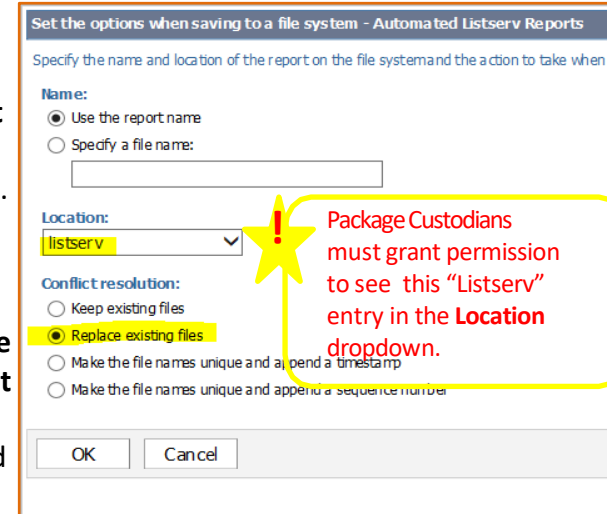 Set the options when saving to a file system - Automated Listserv Reports
Specify the name and location of the report on the file system and the action to take when
Name:
Use the report name
Specify a file name:
Location:
listserv
!
Package Custodians
must grant permission
to see this “Listserv”
entry in the Location
dropdown.
Conflict resolution:
Keep existing files
Replace existing files
Make the file names unique and append a timestamp
Make the file names unique and append a sequence number
OK
Cancel